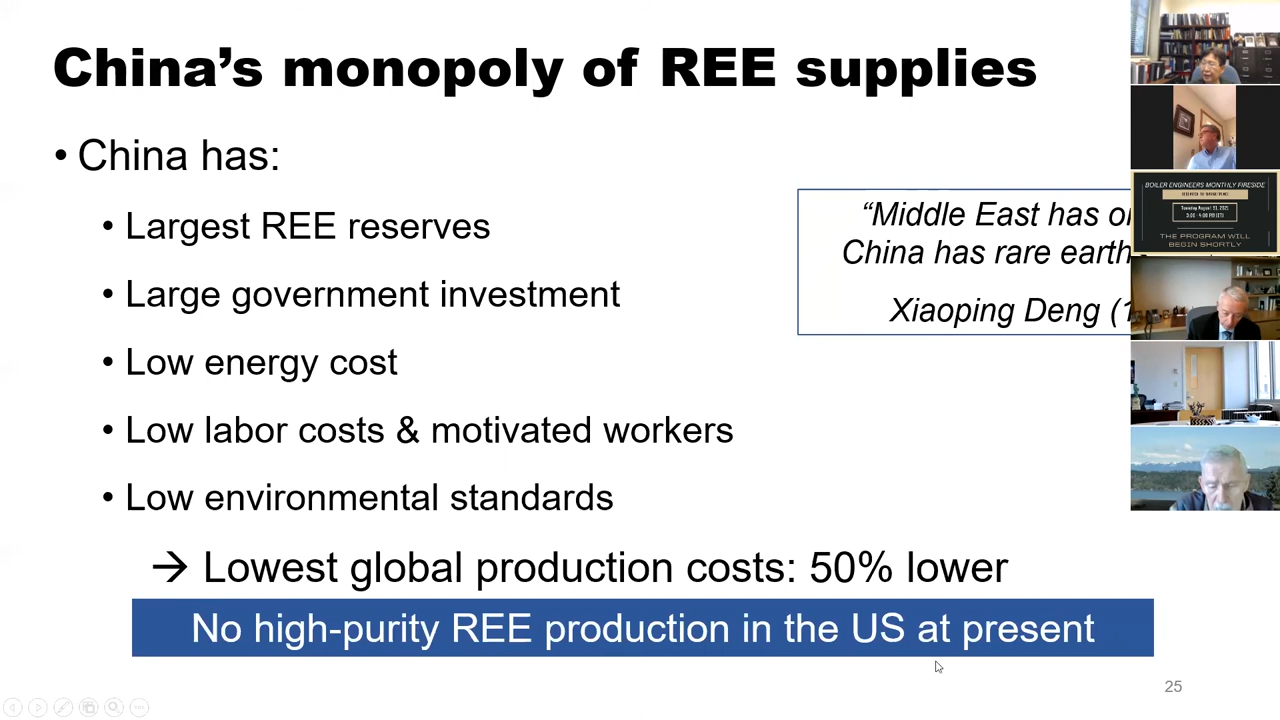 China’s monopoly of REE supplies
• China has:
• Largest REE reserves
• Large government investment
• Low energy cost
• Low labor costs & motivated workers
• Low environmental standards
→ Lowest global production costs: 50% lower
No high-purity REE production in the US at present
“Middle East has
China has rare earth
Xiaoping Deng
25
BOILER ENGINEERS MONTHLY FIRESIDE
THE PROGRAM WILL
BEGIN SHORTLY